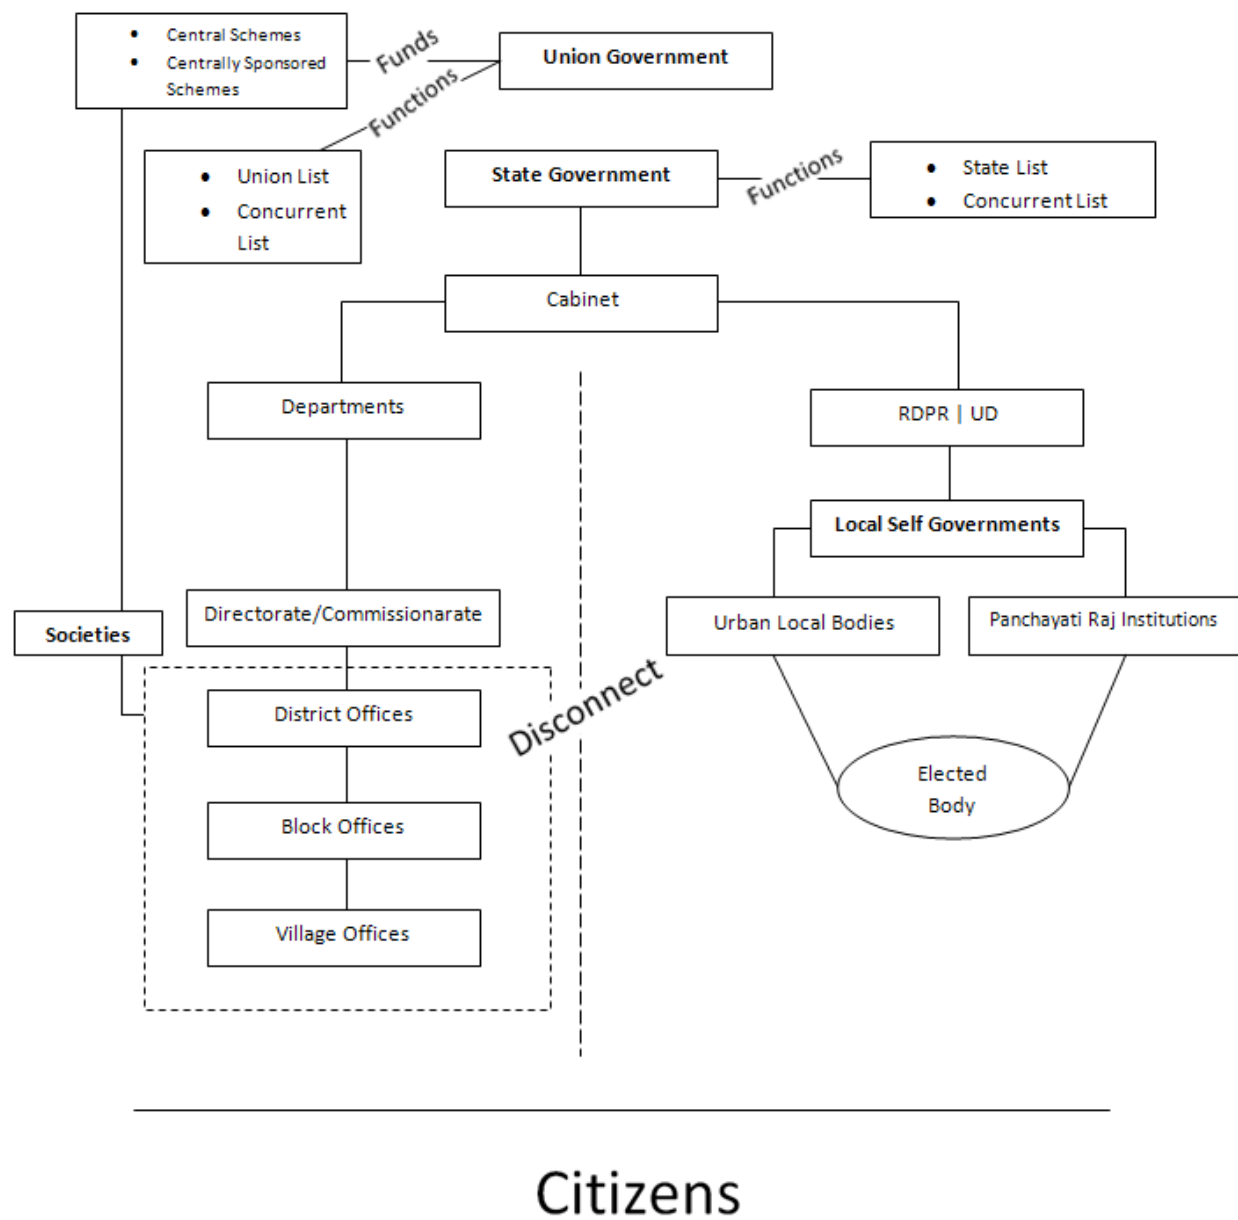 • Central Schemes
• Centrally Sponsored
Schemes
Funds
Union Government
Functions
• Union List
• Concurrent
List
State Government
Functions
• State List
• Concurrent List
Cabinet
Departments
RDPR | UD
Local Self Governments
Directorate/Commissionarate
Societies
Urban Local Bodies
Panchayati Raj Institutions
Disconnect
District Offices
Elected
Body
Block Offices
Village Offices
Citizens